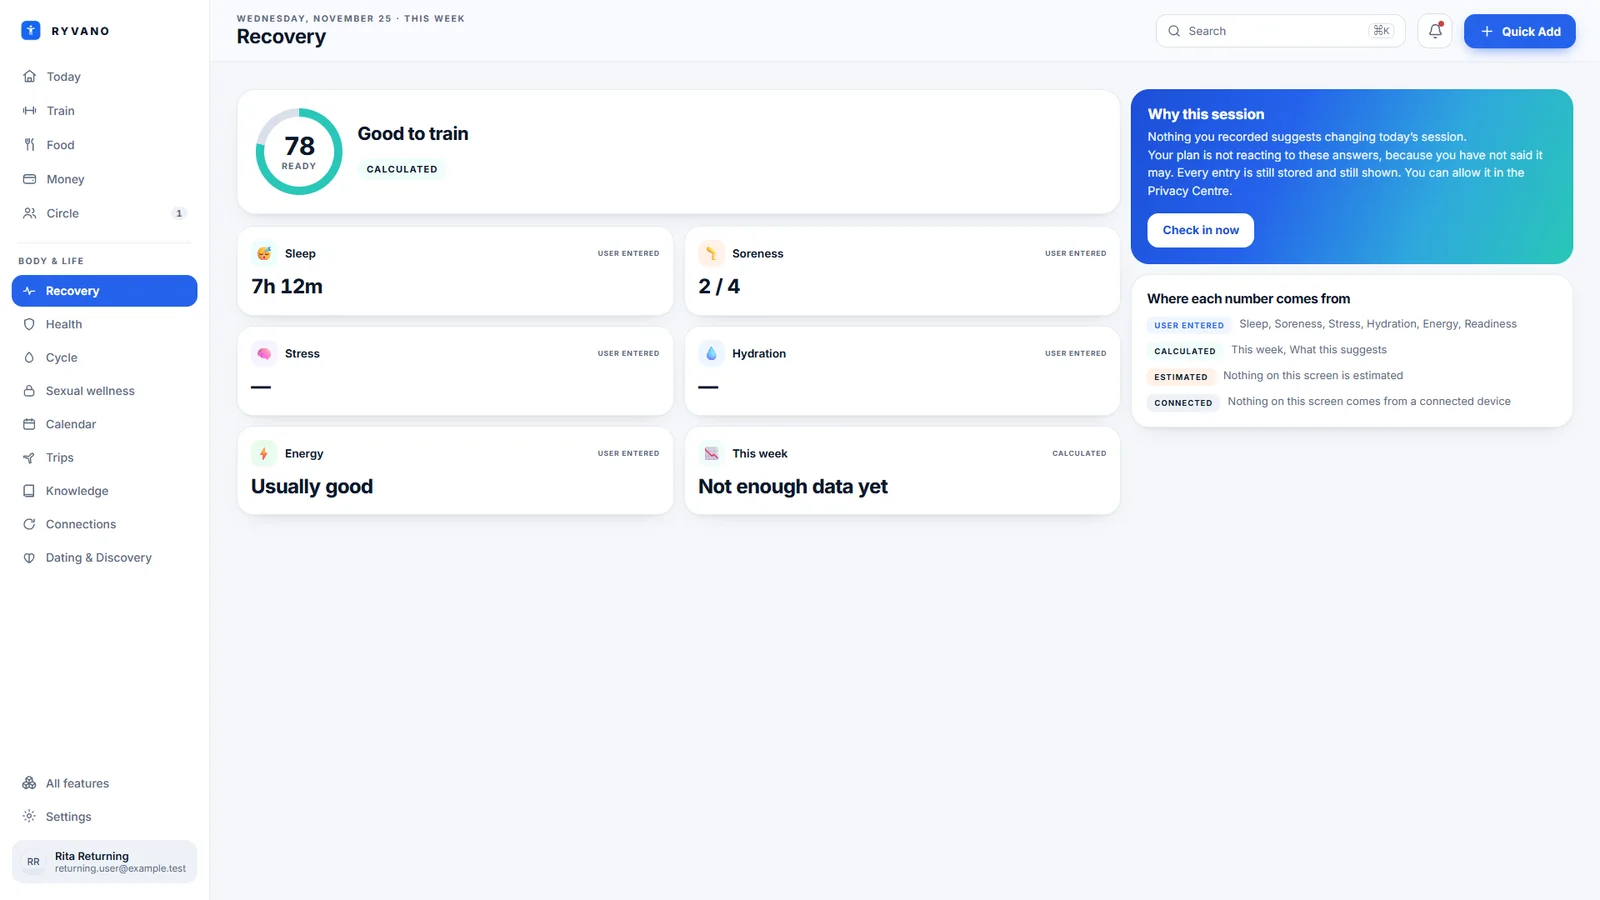 RYVANO
Today
Train
Food
Money
Circle
1
BODY & LIFE
Recovery
Health
Cycle
Sexual wellness
Calendar
Trips
Knowledge
Connections
Dating & Discovery
All features
Settings
RR
Rita Returning
returning.user@example.test
WEDNESDAY, NOVEMBER 25 · THIS WEEK
Recovery
Search
⌘K
Quick Add
78
READY
Good to train
CALCULATED
Sleep
USER ENTERED
7h 12m
Soreness
USER ENTERED
2 / 4
Stress
USER ENTERED
—
Hydration
USER ENTERED
—
Energy
USER ENTERED
Usually good
This week
CALCULATED
Not enough data yet
Why this session
Nothing you recorded suggests changing today’s session.
Your plan is not reacting to these answers, because you have not said it
may. Every entry is still stored and still shown. You can allow it in the
Privacy Centre.
Check in now
Where each number comes from
USER ENTERED Sleep, Soreness, Stress, Hydration, Energy, Readiness
CALCULATED This week, What this suggests
ESTIMATED Nothing on this screen is estimated
CONNECTED Nothing on this screen comes from a connected device